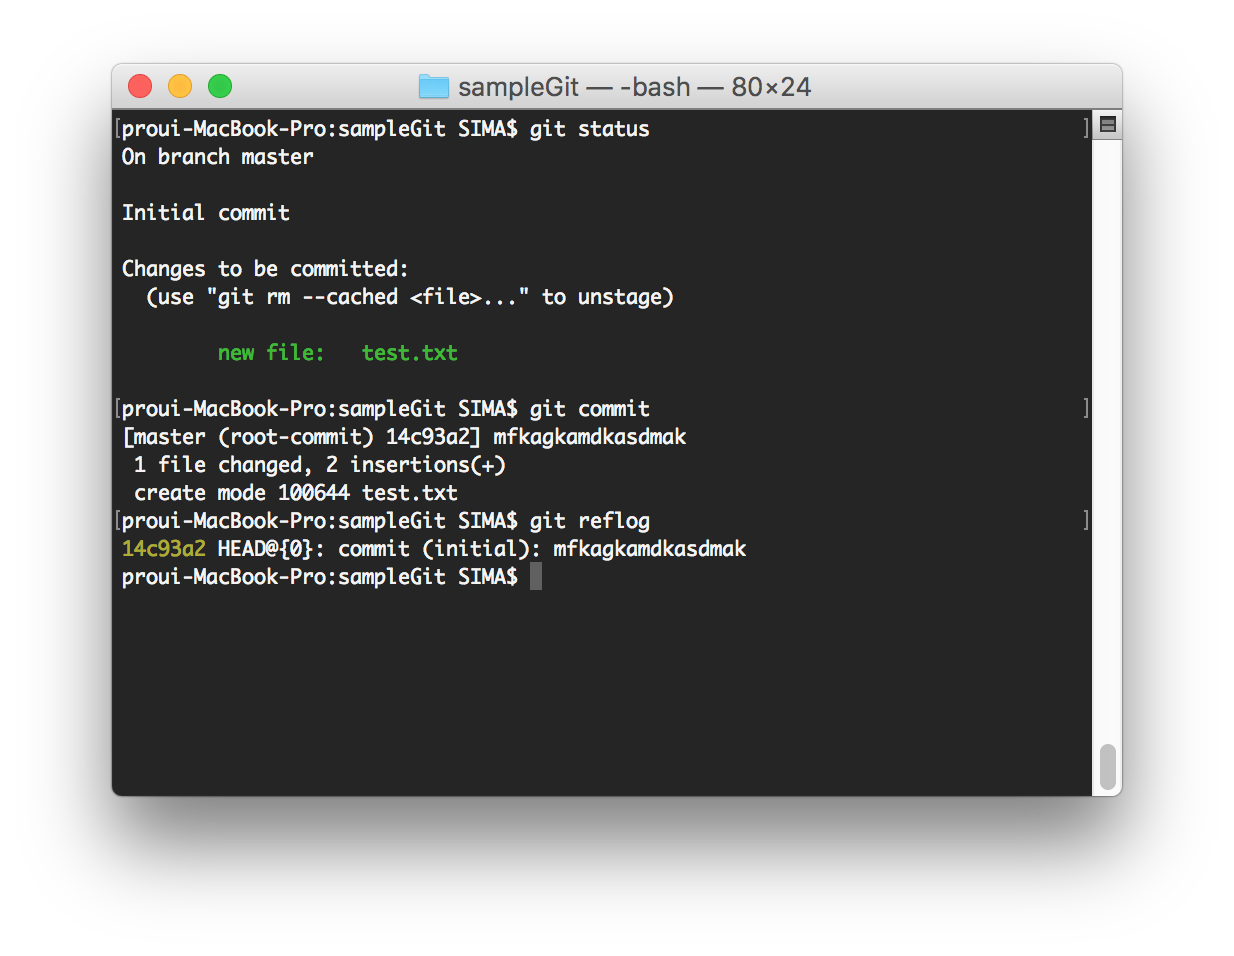 sampleGit — -bash — 80×24
[proui-MacBook-Pro:sampleGit SIMA$ git status ]
On branch master
Initial commit
Changes to be committed:
(use "git rm --cached <file>..." to unstage)
new file: test.txt
[proui-MacBook-Pro:sampleGit SIMA$ git commit ]
[master (root-commit) 14c93a2] mfkagkamdkasdmak
1 file changed, 2 insertions(+)
create mode 100644 test.txt
[proui-MacBook-Pro:sampleGit SIMA$ git reflog ]
14c93a2 HEAD@{0}: commit (initial): mfkagkamdkasdmak
proui-MacBook-Pro:sampleGit SIMA$